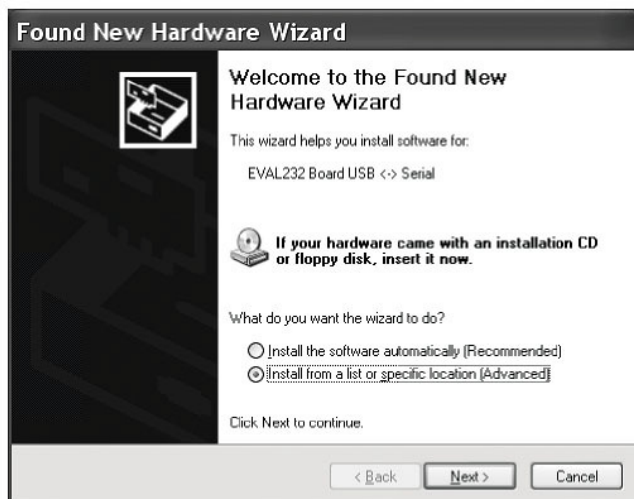 Found New Hardware Wizard
Welcome to the Found New
Hardware Wizard
This wizard helps you install software for:
EVAL232 Board USB <-> Serial
If your hardware came with an installation CD
or floppy disk, insert it now.
What do you want the wizard to do?
Install the software automatically (Recommended)
Install from a list or specific location (Advanced)
Click Next to continue.
< Back Next > Cancel